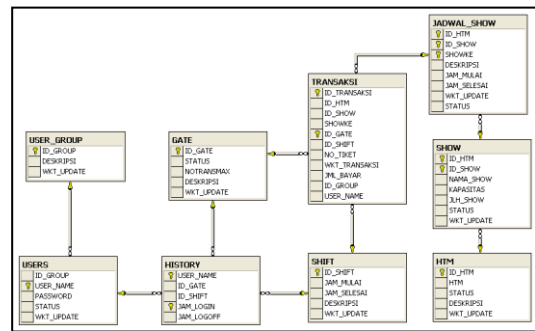 JADWAL_SHOW
ID_HTM
ID_SHOW
SHOWKE
DESKRIPSI
JAM_MULAI
JAM_SELESAI
WKT_UPDATE
STATUS
TRANSAKSI
ID_TRANSAKSI
ID_HTM
ID_SHOW
SHOWKE
ID_GATE
ID_SHIFT
NO_TIKET
WKT_TRANSAKSI
JML_BAYAR
ID_GROUP
USER_NAME
USER_GROUP
ID_GROUP
DESKRIPSI
WKT_UPDATE
GATE
ID_GATE
STATUS
NOTRANSMAX
DESKRIPSI
WKT_UPDATE
SHOW
ID_HTM
ID_SHOW
NAMA_SHOW
KAPASITAS
JLH_SHOW
STATUS
WKT_UPDATE
USERS
ID_GROUP
USER_NAME
PASSWORD
STATUS
WKT_UPDATE
HISTORY
USER_NAME
ID_GATE
ID_SHIFT
JAM_LOGIN
JAM_LOGOFF
SHIFT
ID_SHIFT
JAM_MULAI
JAM_SELESAI
DESKRIPSI
WKT_UPDATE
HTM
ID_HTM
HTM
STATUS
DESKRIPSI
WKT_UPDATE